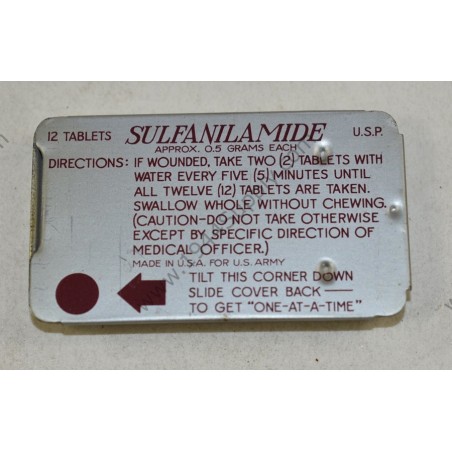 12 TABLETS SULFANILAMIDE U.S.P.
APPROX. 0.5 GRAMS EACH
DIRECTIONS: IF WOUNDED, TAKE TWO (2) TABLETS WITH
WATER EVERY FIVE (5) MINUTES UNTIL
ALL TWELVE (12) TABLETS ARE TAKEN.
SWALLOW WHOLE WITHOUT CHEWING.
(CAUTION—DO NOT TAKE OTHERWISE
EXCEPT BY SPECIFIC DIRECTION OF
MEDICAL OFFICER.)
MADE IN U.S.A. FOR U.S. ARMY
TILT THIS CORNER DOWN
SLIDE COVER BACK—
TO GET "ONE-AT-A-TIME"